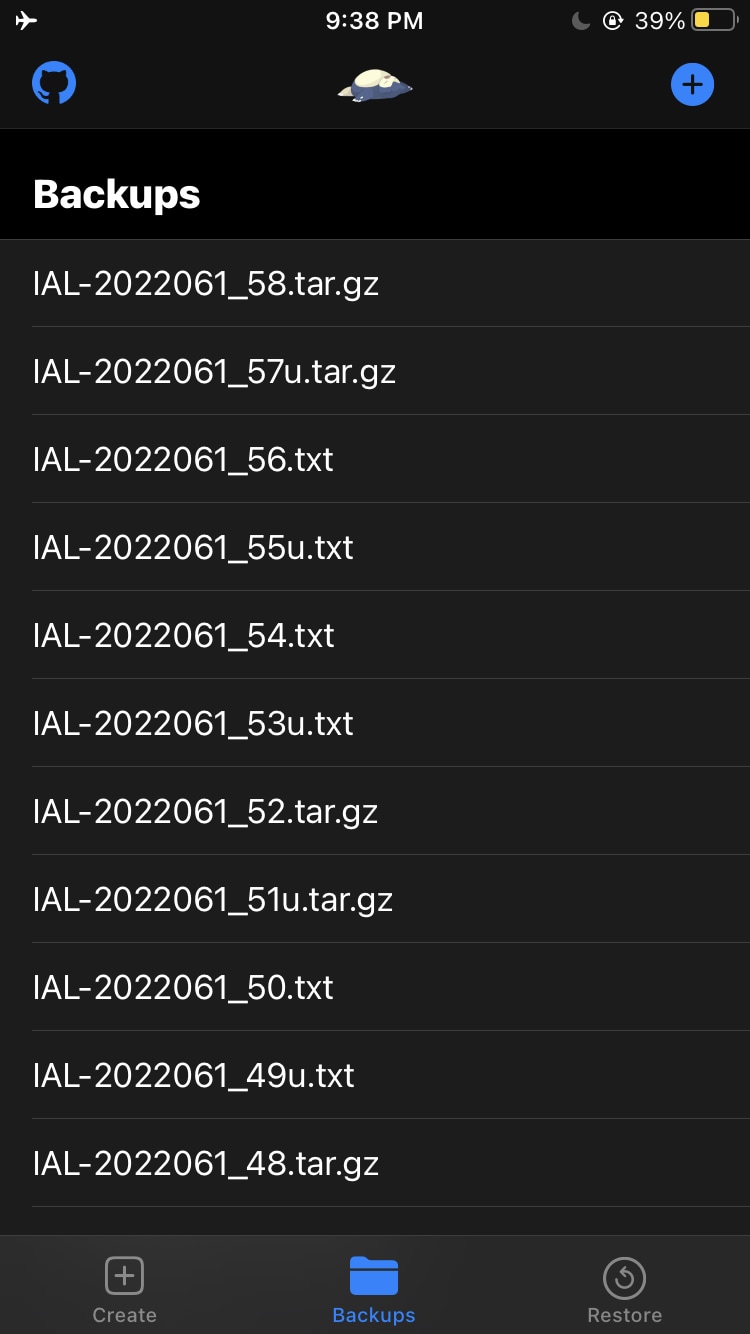 9:38 PM
39%
Backups
IAL-2022061_58.tar.gz
IAL-2022061_57u.tar.gz
IAL-2022061_56.txt
IAL-2022061_55u.txt
IAL-2022061_54.txt
IAL-2022061_53u.txt
IAL-2022061_52.tar.gz
IAL-2022061_51u.tar.gz
IAL-2022061_50.txt
IAL-2022061_49u.txt
IAL-2022061_48.tar.gz
Create
Backups
Restore